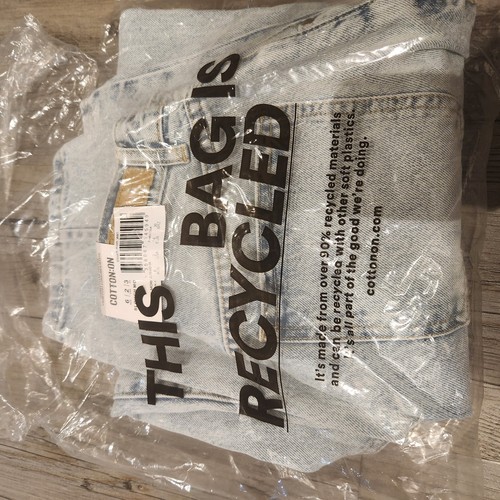 THIS BAG IS
RECYCLED
It's made from over 90% recycled materials
and can be recycled with other soft plastics.
It's all part of the good we're doing.
cottonon.com
COTTON:ON